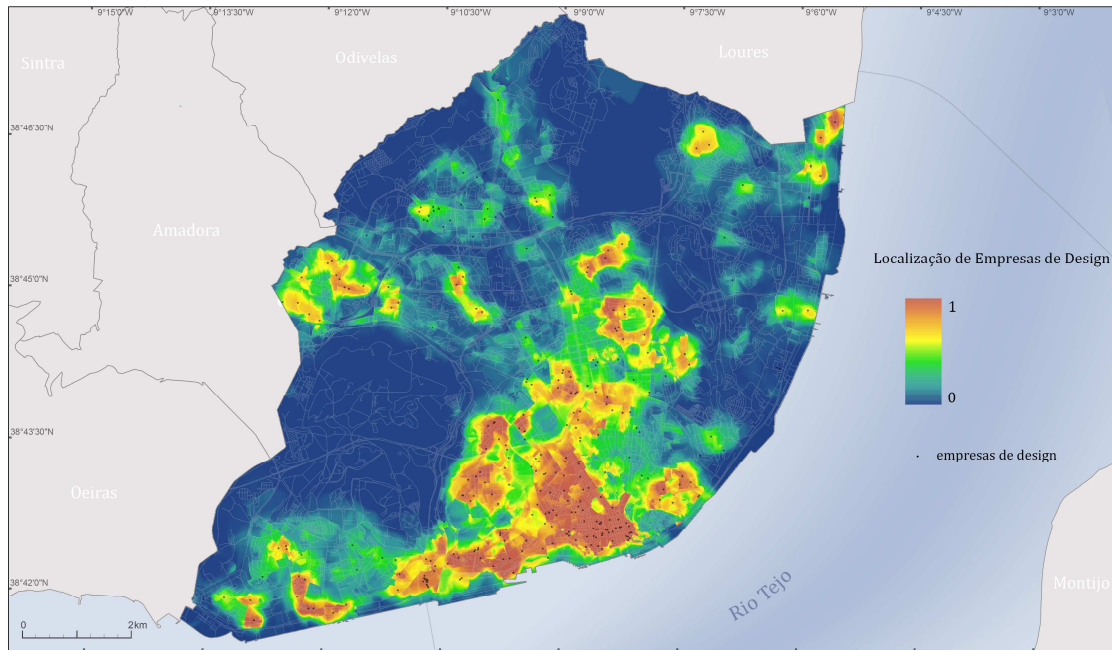 9°15'0"W 9°13'30"W 9°12'0"W 9°10'30"W 9°9'0"W 9°7'30"W 9°6'0"W 9°4'30"W 9°3'0"W
Sintra
Odivelas
Loures
38°46'30"N
Amadora
38°45'0"N
Localização de Empresas de Design
1
0
38°43'30"N
empresas de design
Oeiras
38°42'0"N
Montijo
Rio Tejo
0 2km